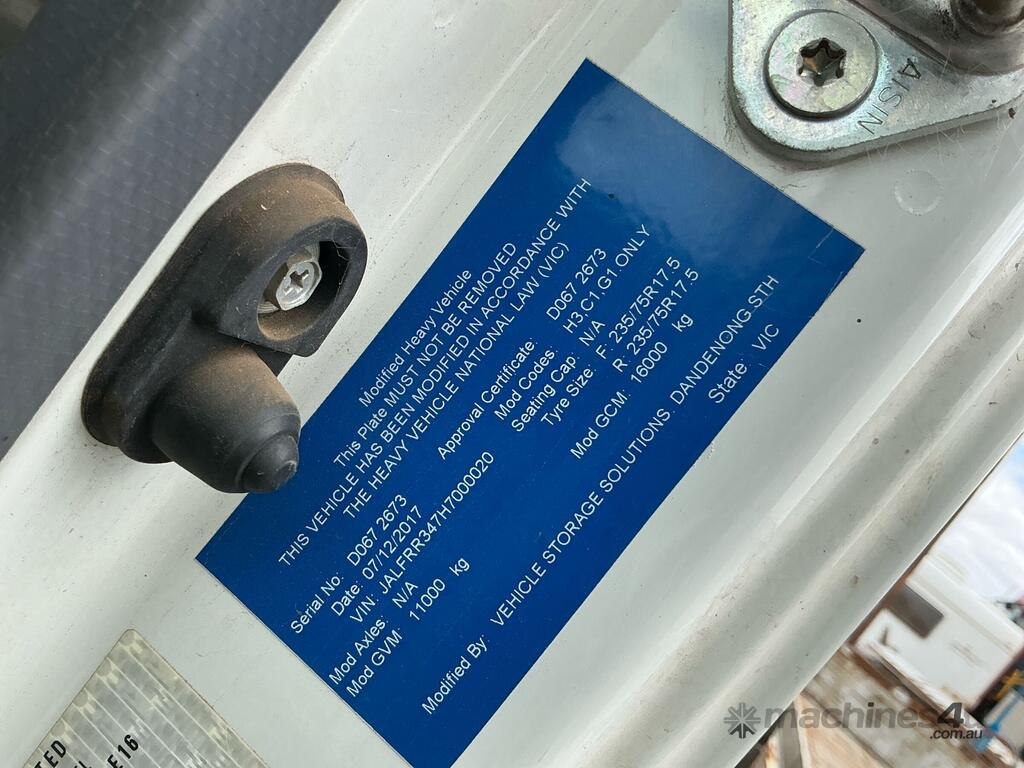 Modified Heavy Vehicle
This Plate MUST NOT BE REMOVED
THIS VEHICLE HAS BEEN MODIFIED IN ACCORDANCE WITH
THE HEAVY VEHICLE NATIONAL LAW (VIC)
Serial No: D067 2673 Approval Certificate: D067 2673
Date: 07/12/2017 Mod Codes: H3,C1,G1.ONLY
VIN: JALFRR347H7000020 Seating Cap: N/A
Mod Axles: N/A Tyre Size: F: 235/75R17.5
R: 235/75R17.5
Mod GVM: 11000 kg Mod GCM: 16000 kg
Modified By: VEHICLE STORAGE SOLUTIONS. DANDENONG.STH
State: VIC
AISIN
TED
E16
machines4u
.com.au